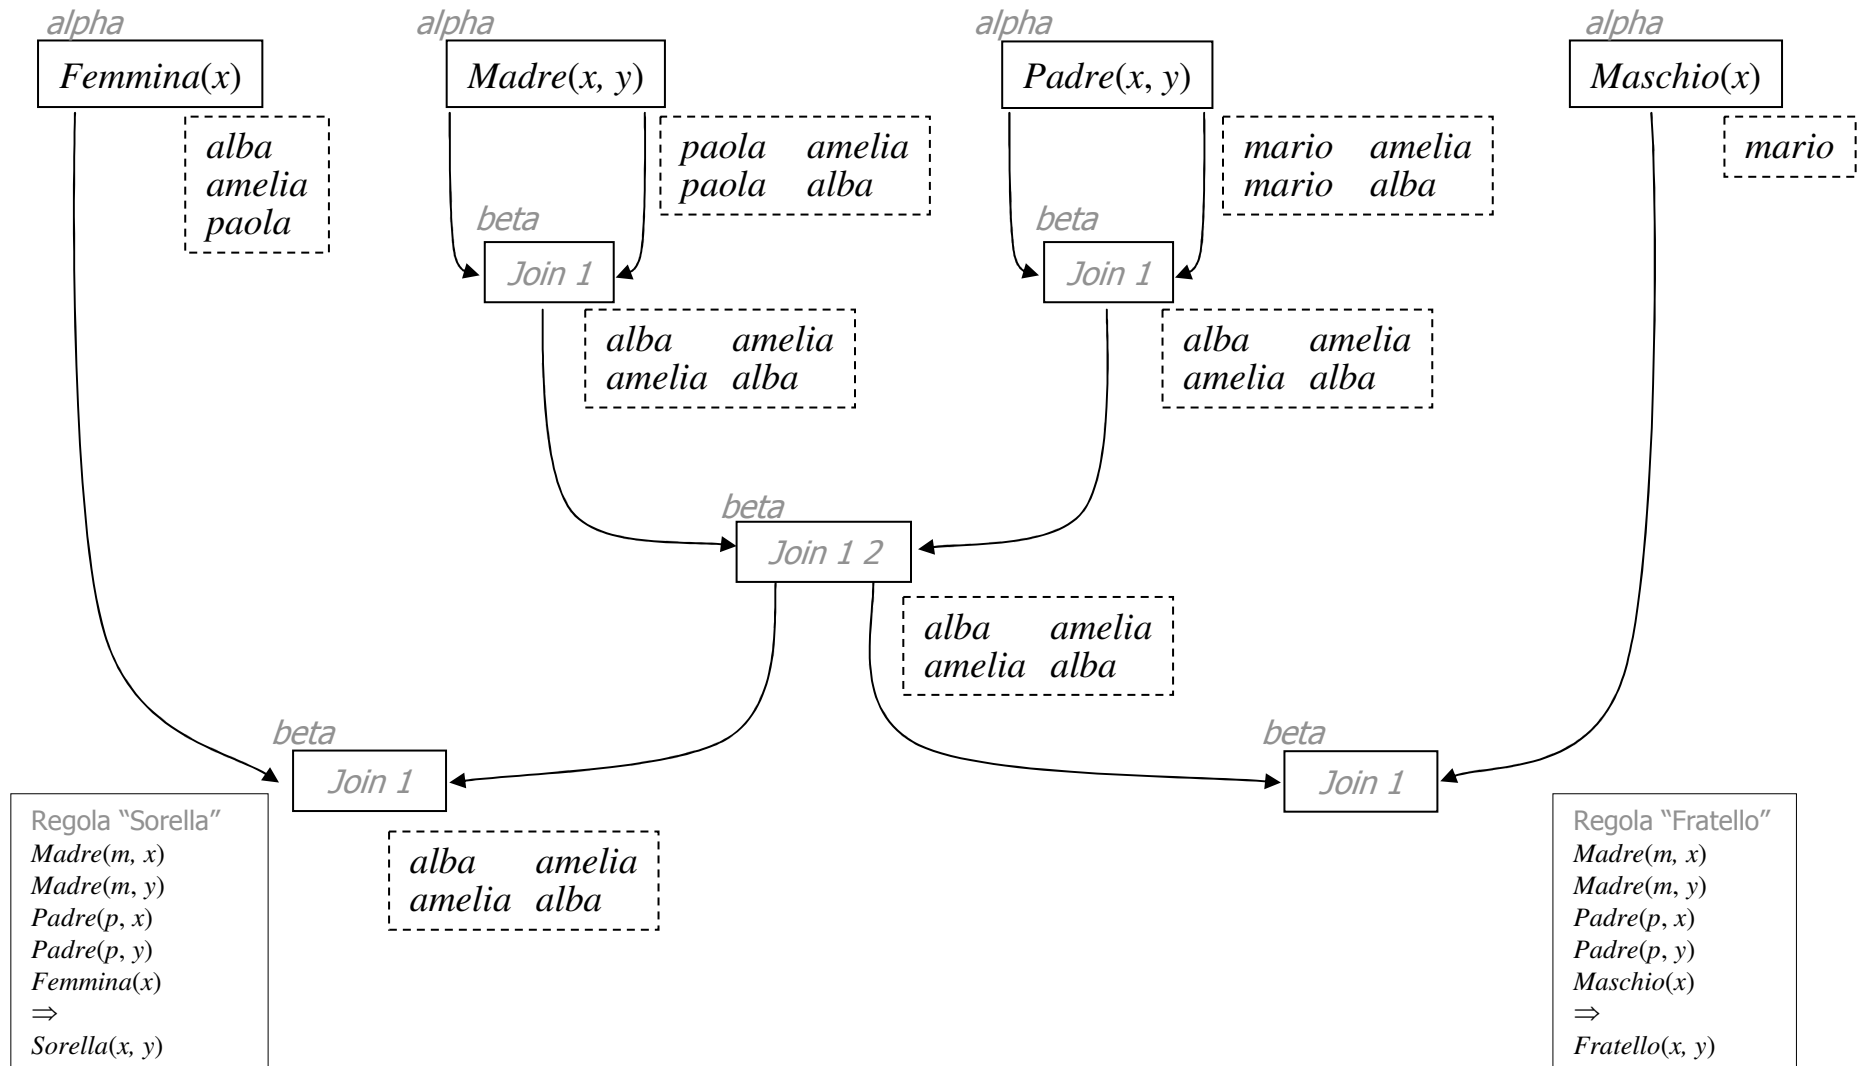 alpha
alpha
alpha
alpha
Femmina(x)
Madre(x, y)
Padre(x, y)
Maschio(x)
alba
amelia
paola
paola amelia
paola alba
mario amelia
mario alba
mario
beta
Join 1
beta
Join 1
alba amelia
amelia alba
alba amelia
amelia alba
beta
Join 1 2
alba amelia
amelia alba
beta
Join 1
beta
Join 1
alba amelia
amelia alba
Regola “Sorella”
Madre(m, x)
Madre(m, y)
Padre(p, x)
Padre(p, y)
Femmina(x)
⇒
Sorella(x, y)
Regola “Fratello”
Madre(m, x)
Madre(m, y)
Padre(p, x)
Padre(p, y)
Maschio(x)
⇒
Fratello(x, y)